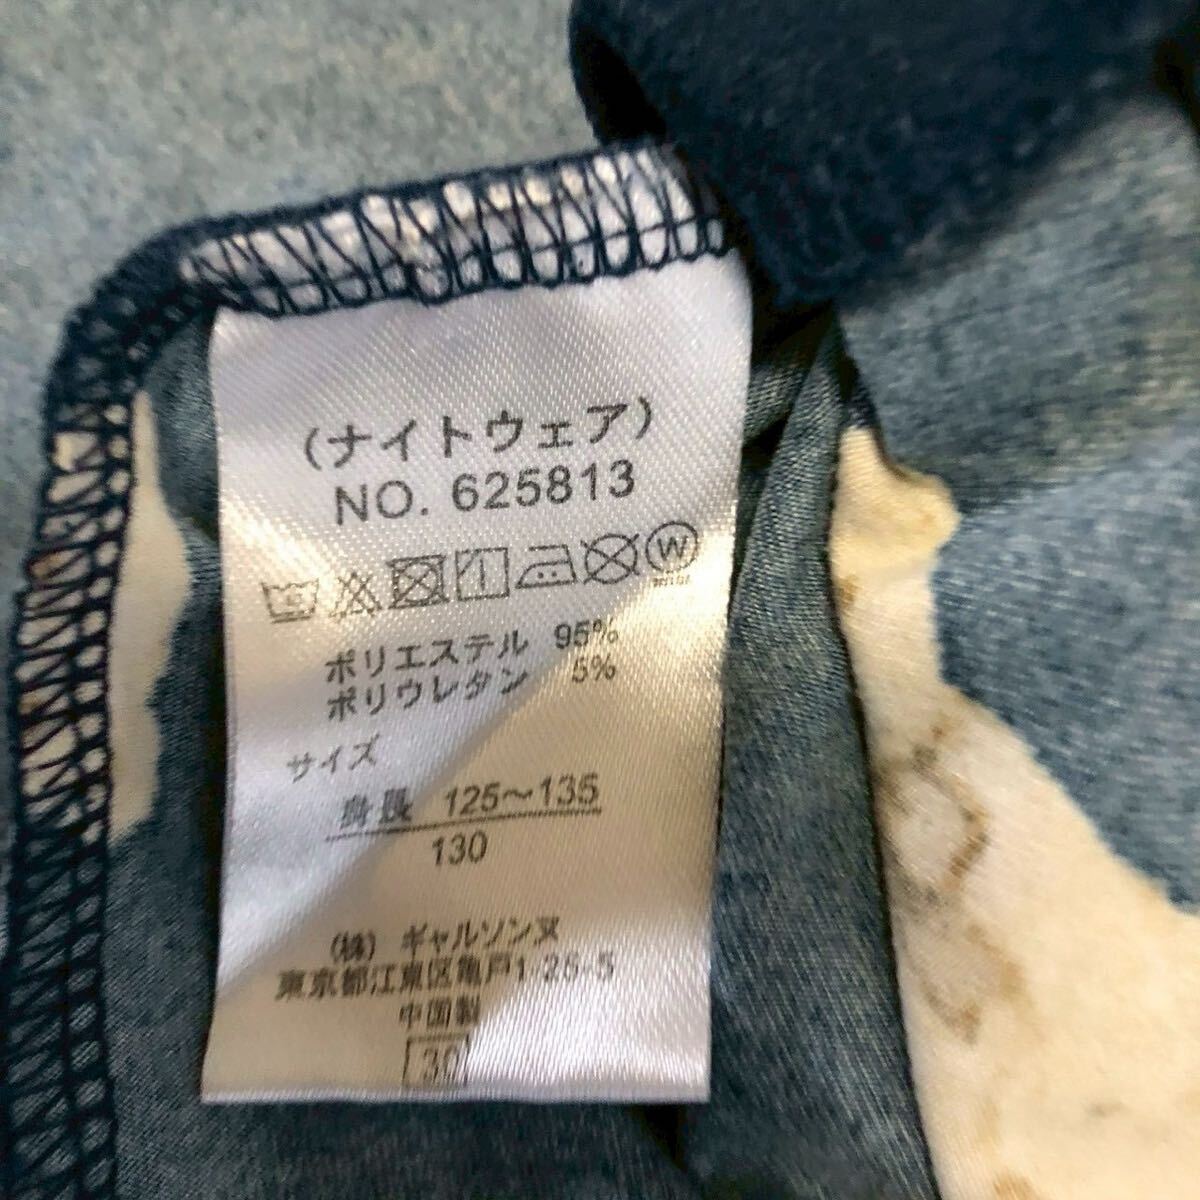 (ナイトウェア)
NO. 625813
W
ポリエステル 95%
ポリウレタン 5%
サイズ
身長 125～135
130
(株) ギャルソンヌ
東京都江東区亀戸1-26-5
中国製
30